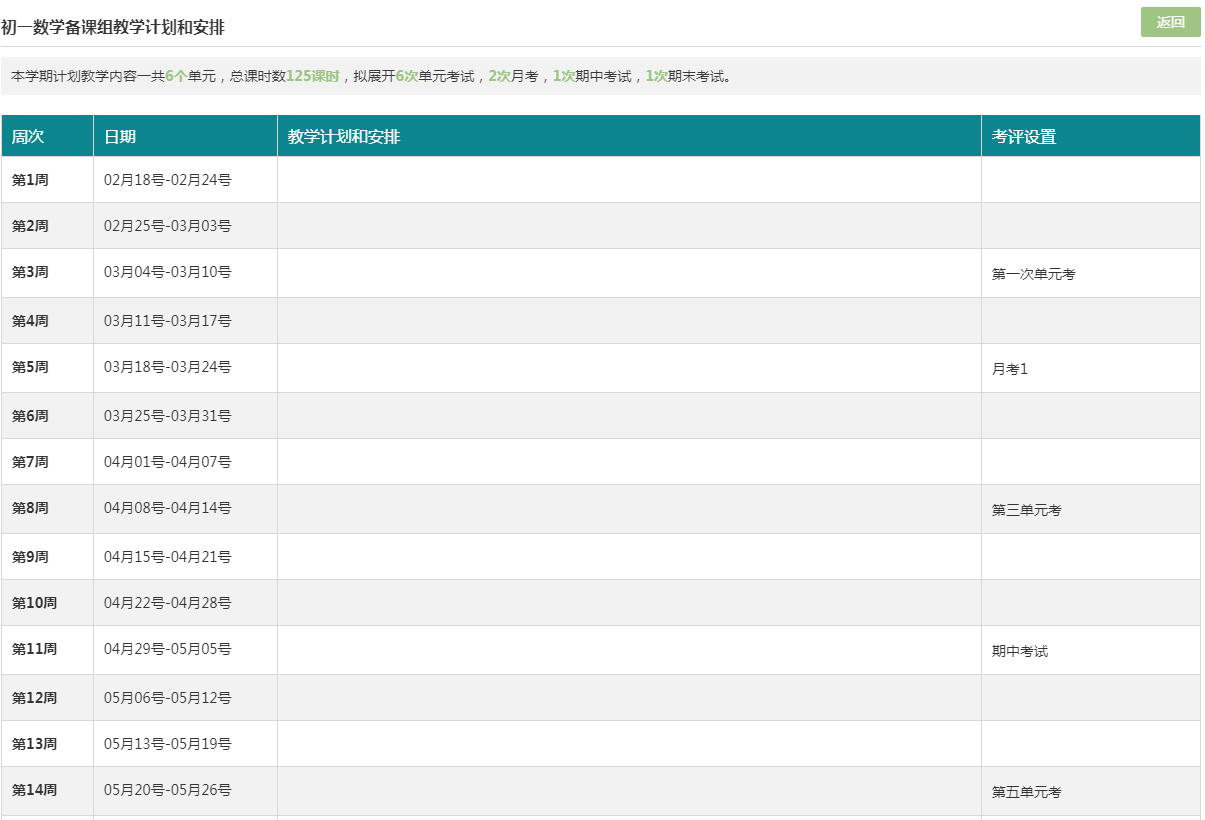 初一数学备课组教学计划和安排
返回
本学期计划教学内容一共6个单元，总课时数125课时，拟展开6次单元考试，2次月考，1次期中考试，1次期末考试。
周次 日期 教学计划和安排 考评设置
第1周 02月18号-02月24号
第2周 02月25号-03月03号
第3周 03月04号-03月10号 第一次单元考
第4周 03月11号-03月17号
第5周 03月18号-03月24号 月考1
第6周 03月25号-03月31号
第7周 04月01号-04月07号
第8周 04月08号-04月14号 第三单元考
第9周 04月15号-04月21号
第10周 04月22号-04月28号
第11周 04月29号-05月05号 期中考试
第12周 05月06号-05月12号
第13周 05月13号-05月19号
第14周 05月20号-05月26号 第五单元考